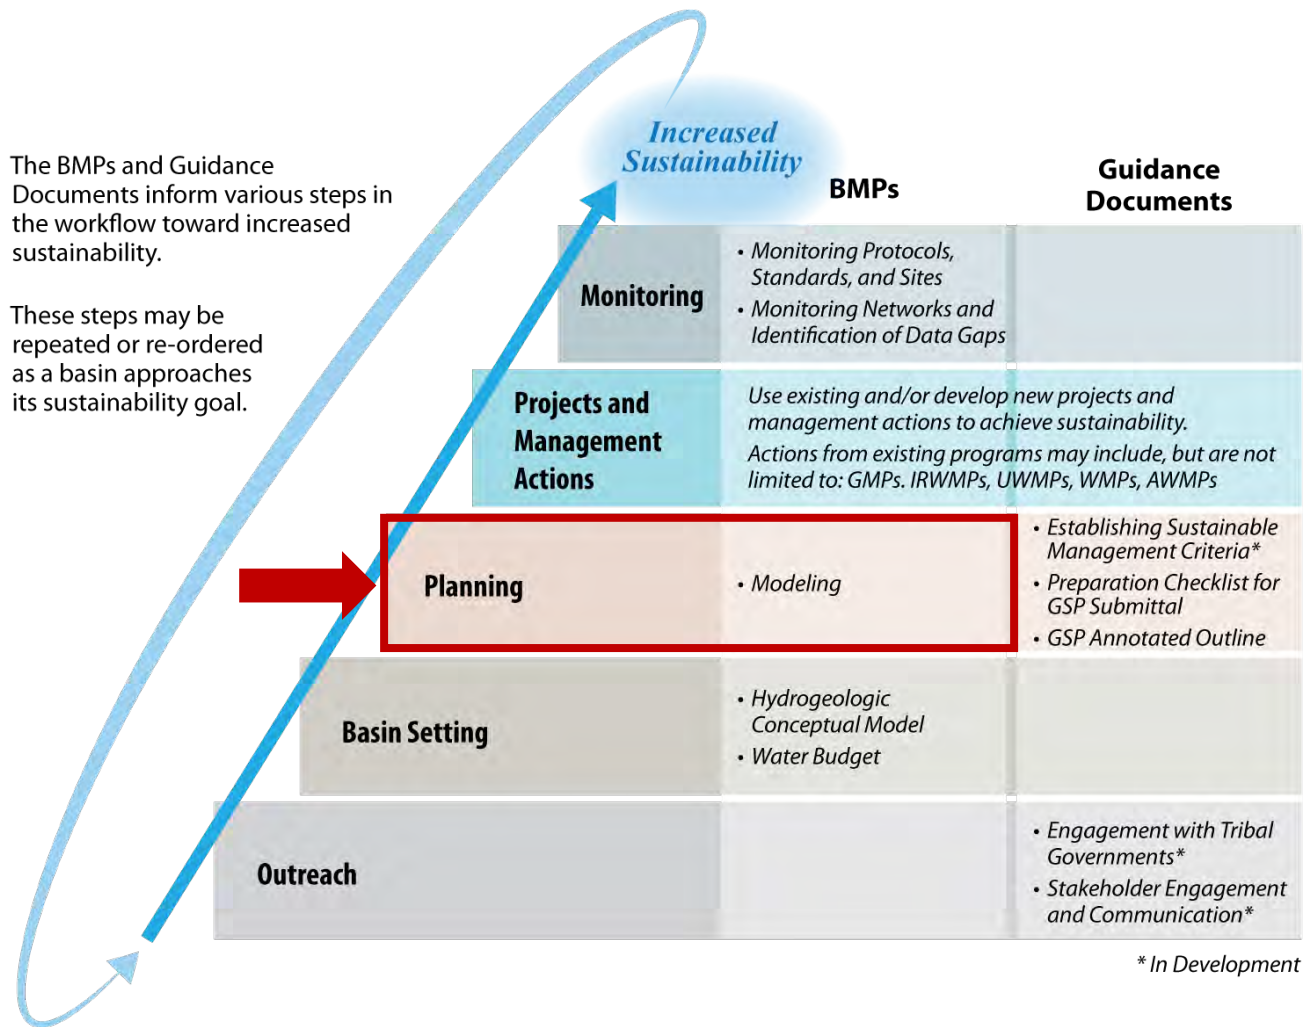 Increased
Sustainability
The BMPs and Guidance
Documents inform various steps in
the workflow toward increased
sustainability.
These steps may be
repeated or re-ordered
as a basin approaches
its sustainability goal.
BMPs
Guidance
Documents
Monitoring
• Monitoring Protocols,
Standards, and Sites
• Monitoring Networks and
Identification of Data Gaps
Projects and
Management
Actions
Use existing and/or develop new projects and
management actions to achieve sustainability.
Actions from existing programs may include, but are not
limited to: GMPs. IRWMPs, UWMPs, WMPs, AWMPs
Planning
• Modeling
• Establishing Sustainable
Management Criteria*
• Preparation Checklist for
GSP Submittal
• GSP Annotated Outline
Basin Setting
• Hydrogeologic
Conceptual Model
• Water Budget
Outreach
• Engagement with Tribal
Governments*
• Stakeholder Engagement
and Communication*
* In Development